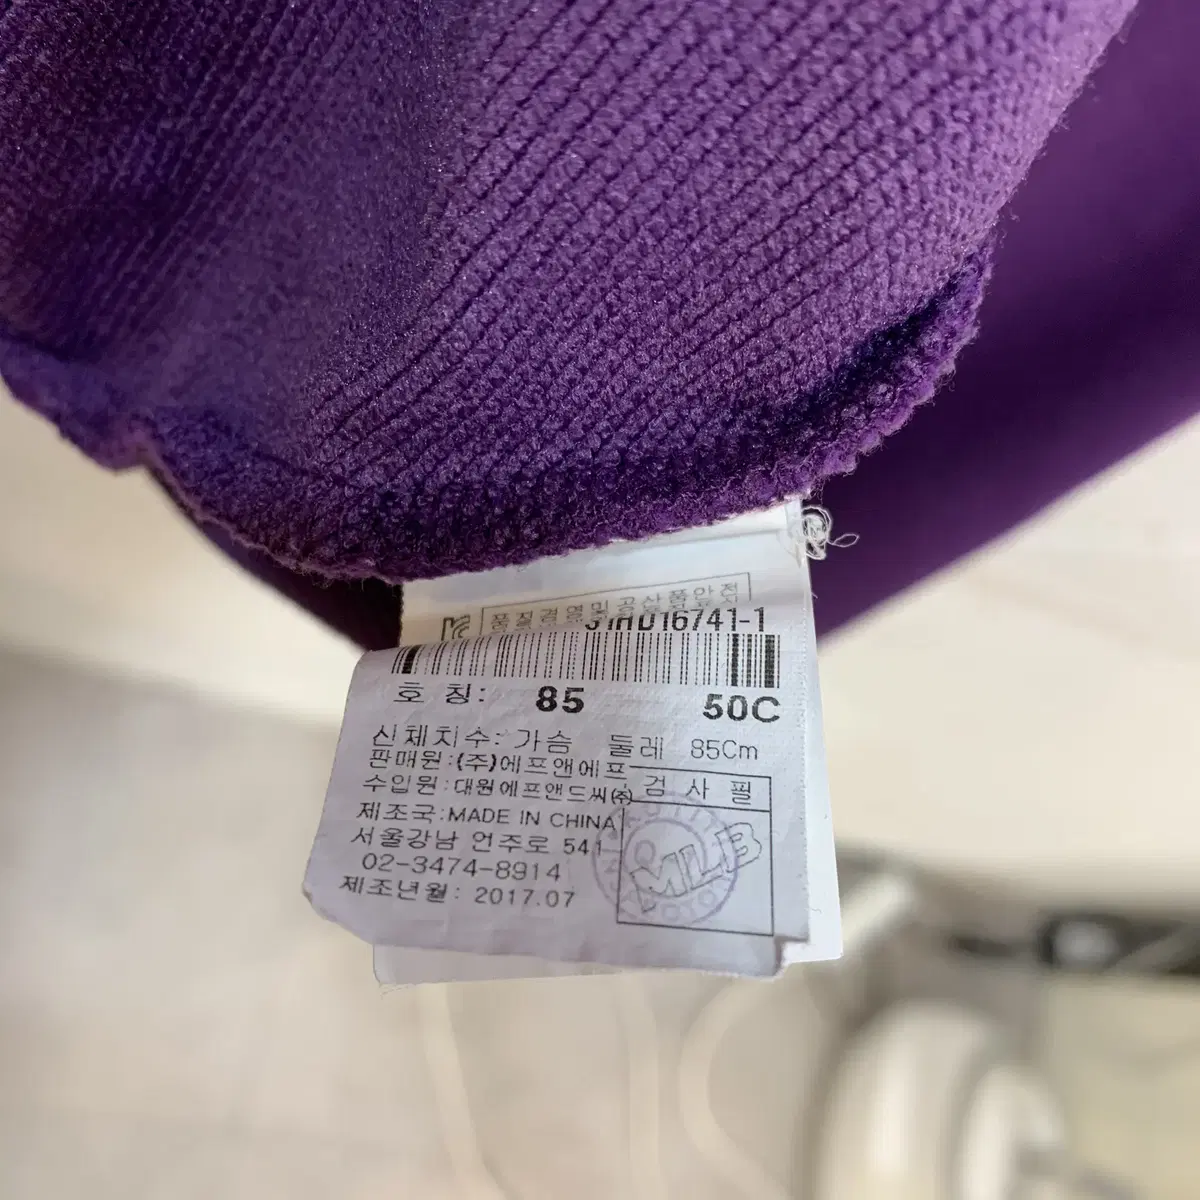 품질경영 및 공산품안전
31HD16741-1
호 칭: 85 50C
신체치수: 가슴 둘레 85Cm
판매원:(주)에프앤에프
수입원:대원에프앤드씨(주)
검 사 필
제조국:MADE IN CHINA
서울강남 언주로 541
02-3474-8914
제조년월: 2017.07
MLB